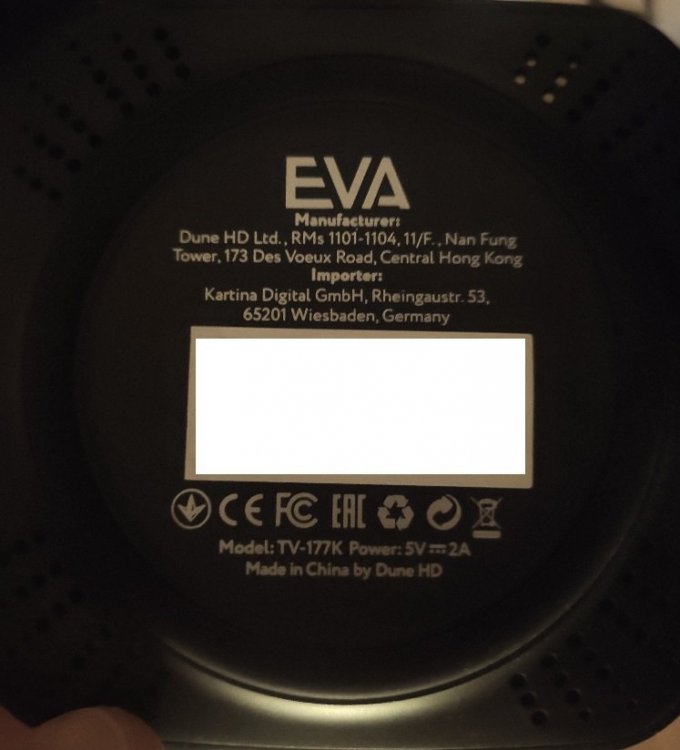 EVA
Manufacturer:
Dune HD Ltd., RMs 1101-1104, 11/F., Nan Fung
Tower, 173 Des Voeux Road, Central Hong Kong
Importer:
Kartina Digital GmbH, Rheingaustr. 53,
65201 Wiesbaden, Germany
CE FC EAC
Model: TV-177K Power: 5V⎓2A
Made in China by Dune HD